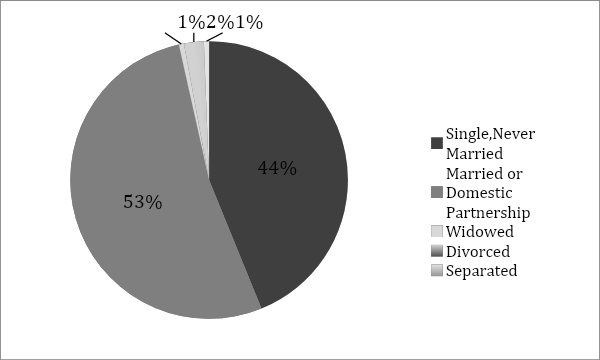 1%2%1%
44%
53%
Single,Never
Married
Married or
Domestic
Partnership
Widowed
Divorced
Separated